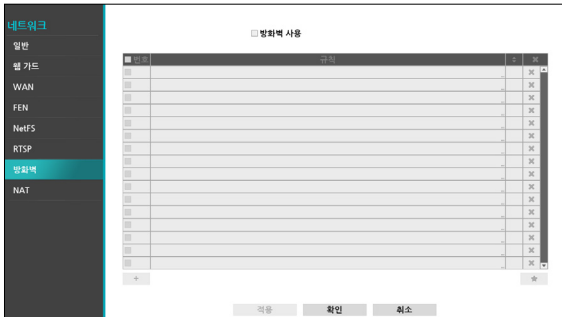 네트워크
일반
웹 가드
WAN
FEN
NetFS
RTSP
방화벽
NAT
방화벽 사용
번호 규칙
적용 확인 취소